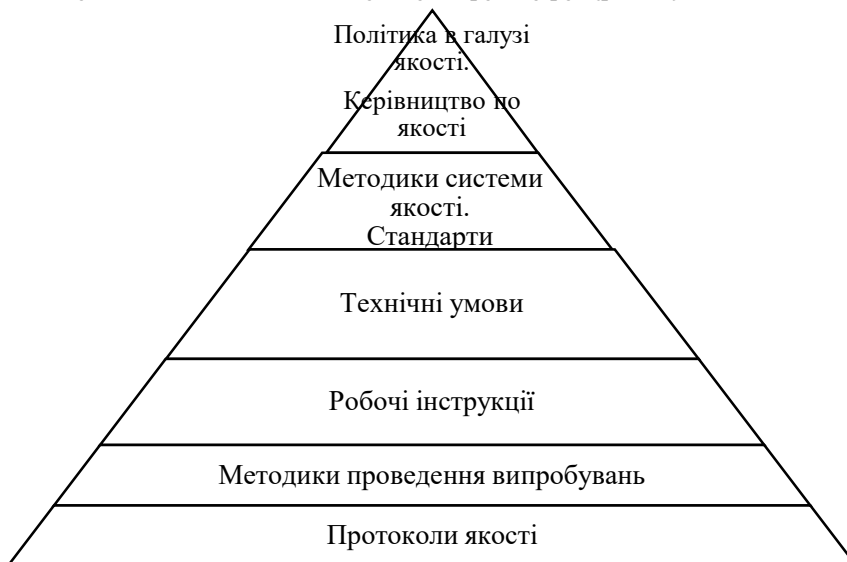 Політика в галузі
якості.
Керівництво по
якості
Методики системи
якості.
Стандарти
Технічні умови
Робочі інструкції
Методики проведення випробувань
Протоколи якості